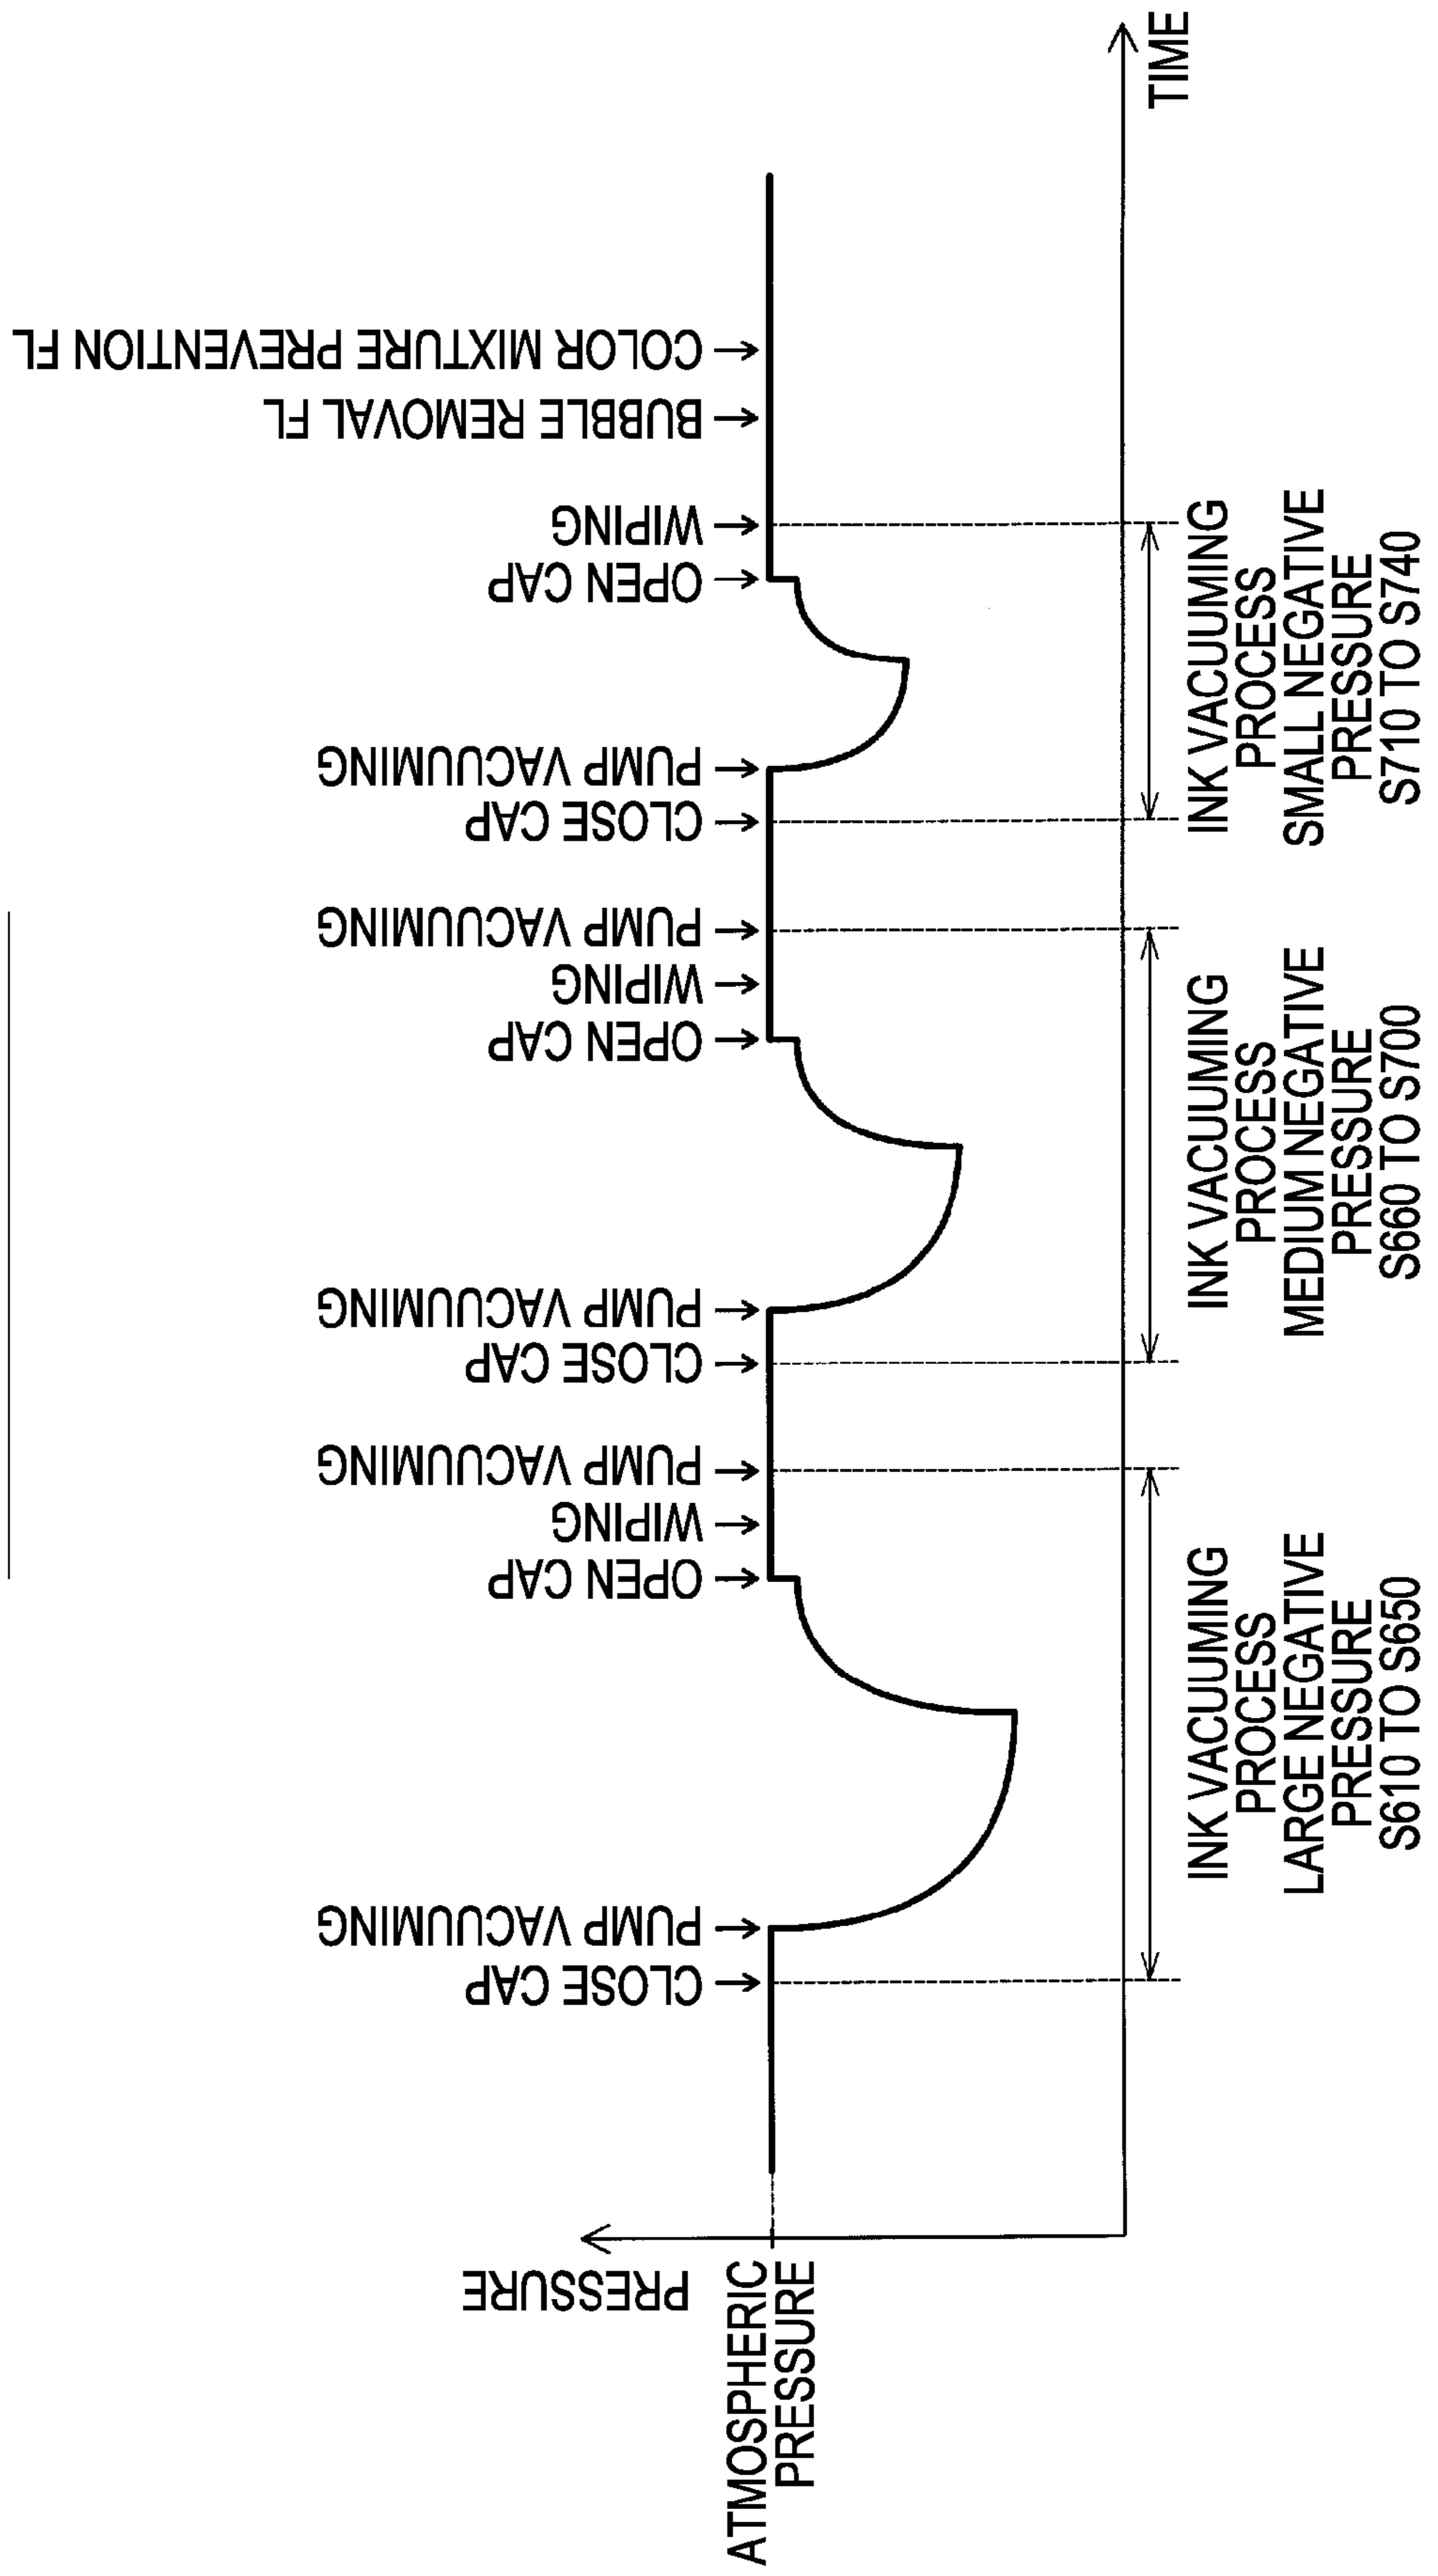 PRESSURE
ATMOSPHERIC
PRESSURE
CLOSE CAP
PUMP VACUUMING
OPEN CAP
WIPING
PUMP VACUUMING
CLOSE CAP
PUMP VACUUMING
OPEN CAP
WIPING
PUMP VACUUMING
CLOSE CAP
PUMP VACUUMING
OPEN CAP
WIPING
BUBBLE REMOVAL FL
COLOR MIXTURE PREVENTION FL
TIME
INK VACUUMING
PROCESS
LARGE NEGATIVE
PRESSURE
S610 TO S650
INK VACUUMING
PROCESS
MEDIUM NEGATIVE
PRESSURE
S660 TO S700
INK VACUUMING
PROCESS
SMALL NEGATIVE
PRESSURE
S710 TO S740